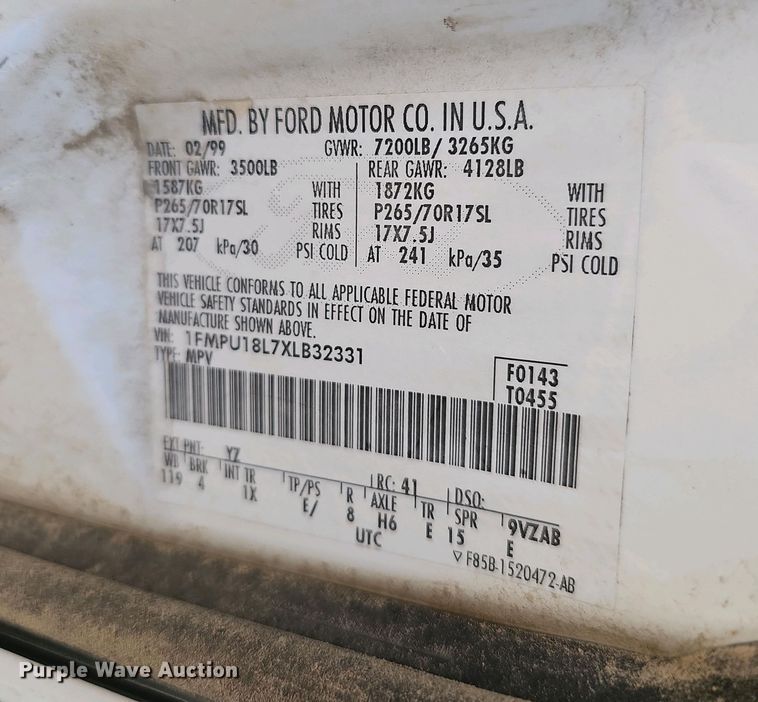 MFD. BY FORD MOTOR CO. IN U.S.A.
DATE: 02/99 GVWR: 7200LB/ 3265KG
FRONT GAWR: 3500LB REAR GAWR: 4128LB
1587KG WITH 1872KG WITH
P265/70R17SL TIRES P265/70R17SL TIRES
17X7.5J RIMS 17X7.5J RIMS
AT 207 kPa/30 PSI COLD AT 241 kPa/35 PSI COLD
THIS VEHICLE CONFORMS TO ALL APPLICABLE FEDERAL MOTOR
VEHICLE SAFETY STANDARDS IN EFFECT ON THE DATE OF
MANUFACTURE SHOWN ABOVE.
VIN: 1FMPU18L7XLB32331
TYPE: MPV
F0143
T0455
EXT PNT: YZ RC: 41 DSO:
WB BRK INT TR TP/PS R AXLE TR SPR 9VZAB
119 4 1X E/ 8 H6 E 15 E
UTC
▽ F85B-1520472-AB
Purple Wave Auction